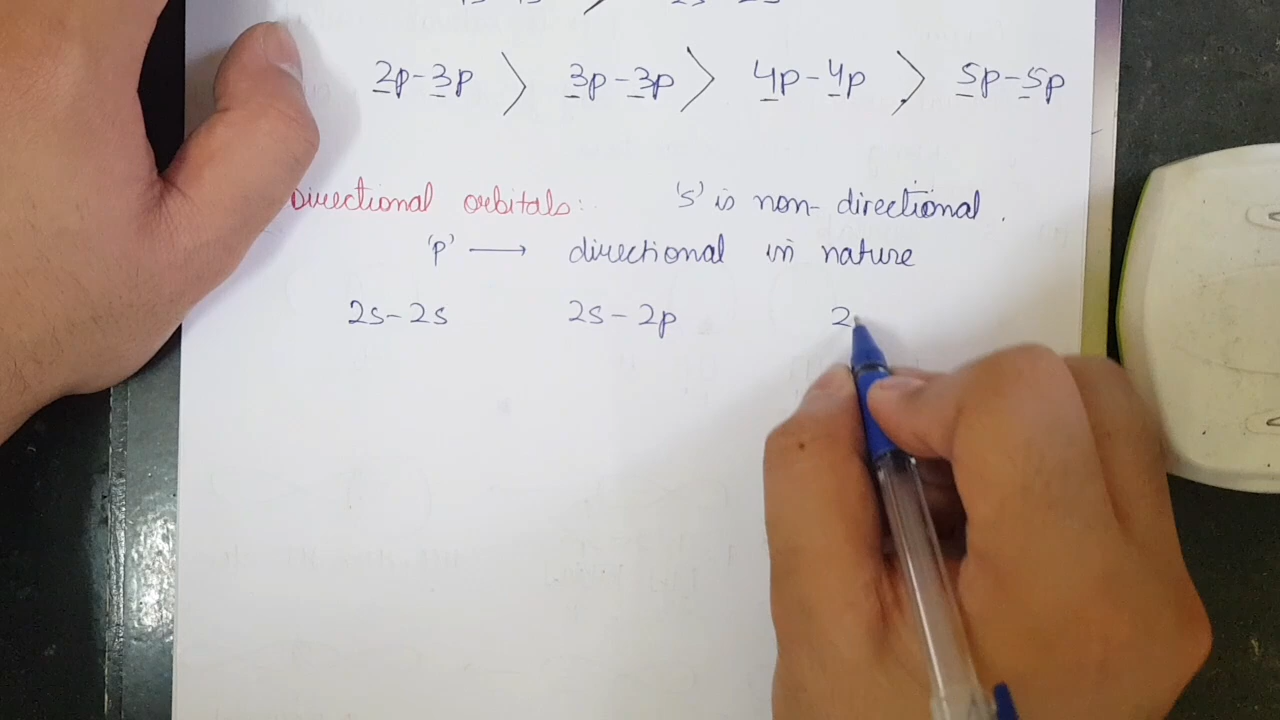 2p-3p > 3p-3p > 4p-4p > 5p-5p
Directional orbitals: 's' is non-directional.
'p' → directional in nature
2s-2s 2s-2p 2